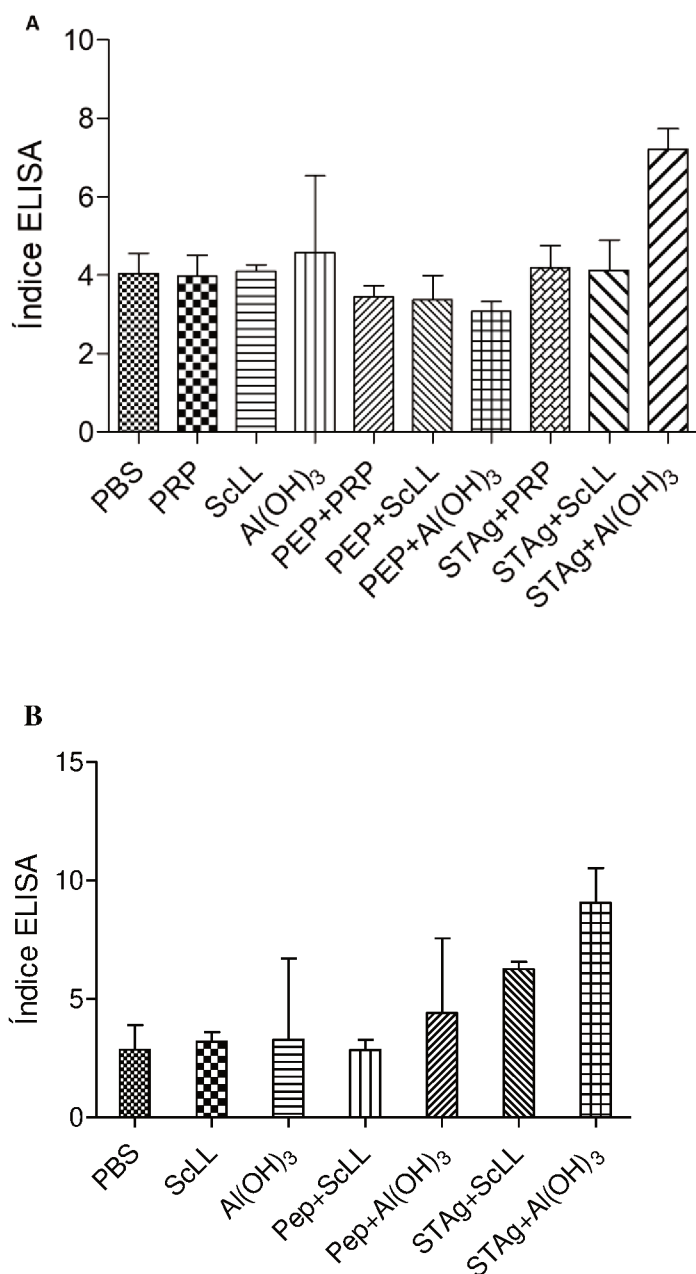 A
Índice ELISA
10
8
6
4
2
0
PBS
PRP
ScLL
Al(OH)₃
PEP+PRP
PEP+ScLL
PEP+Al(OH)₃
STAg+PRP
STAg+ScLL
STAg+Al(OH)₃
B
Índice ELISA
15
10
5
0
PBS
ScLL
Al(OH)₃
Pep+ScLL
Pep+Al(OH)₃
STAg+ScLL
STAg+Al(OH)₃